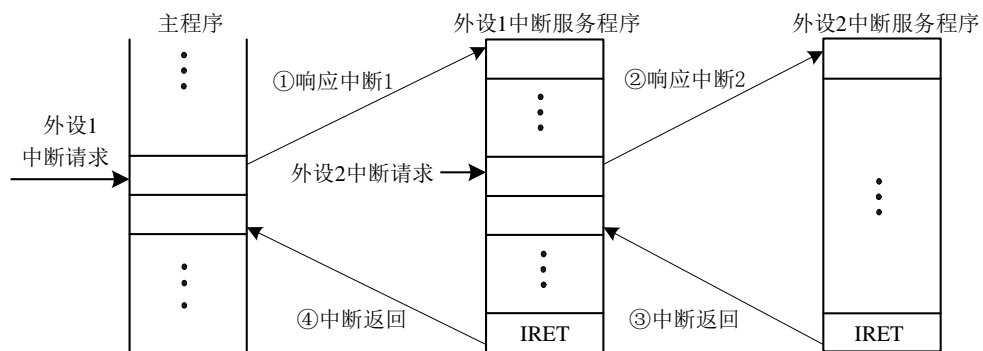 主程序
外设1中断服务程序
外设2中断服务程序
①响应中断1
②响应中断2
外设1
中断请求
外设2中断请求
④中断返回
③中断返回
IRET
IRET